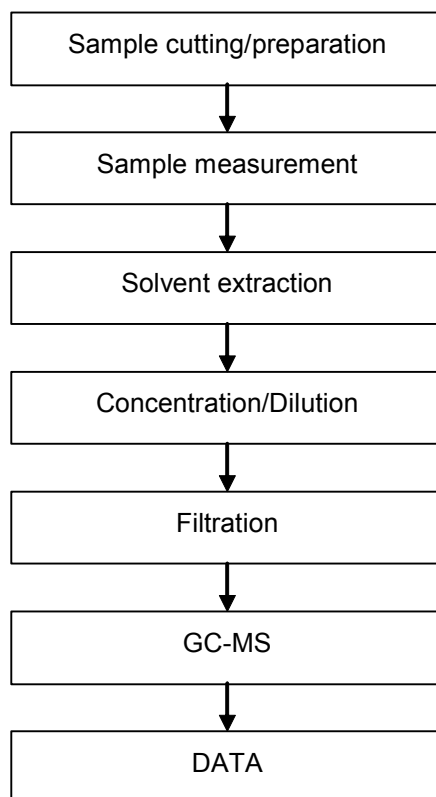 Sample cutting/preparation
Sample measurement
Solvent extraction
Concentration/Dilution
Filtration
GC-MS
DATA